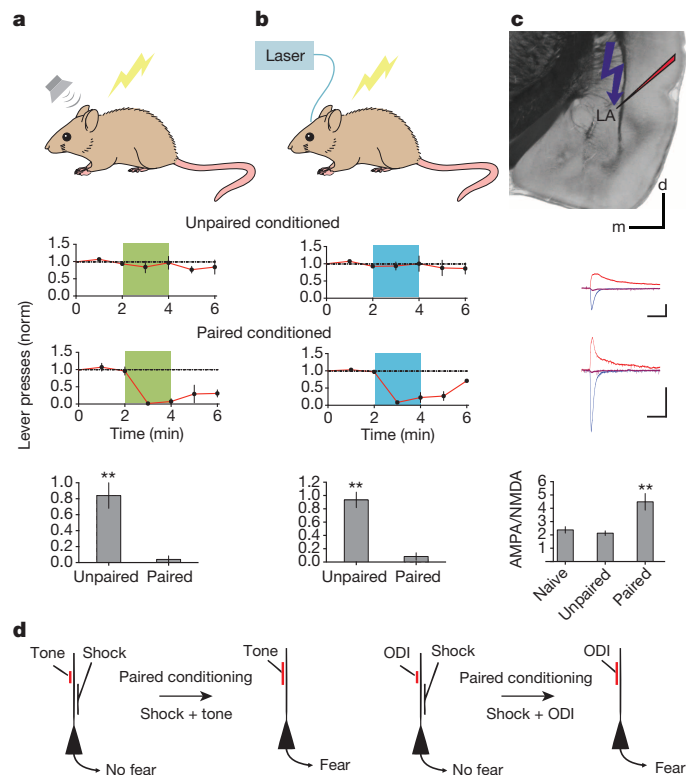 a
b
c
Laser
LA
d
m
Unpaired conditioned
1.5
1.0
0.5
0.0
0 2 4 6
1.5
1.0
0.5
0.0
0 2 4 6
Paired conditioned
Lever presses (norm)
1.5
1.0
0.5
0
0 2 4 6
Time (min)
1.5
1.0
0.5
0.0
0 2 4 6
Time (min)
1.0
0.8
0.6
0.4
0.2
0.0
**
Unpaired Paired
1.0
0.8
0.6
0.4
0.2
0.0
**
Unpaired Paired
AMPA/NMDA
6
5
4
3
2
1
**
Naive
Unpaired
Paired
d
Tone
Shock
No fear
Paired conditioning
Shock + tone
Tone
Fear
ODI
Shock
No fear
Paired conditioning
Shock + ODI
ODI
Fear